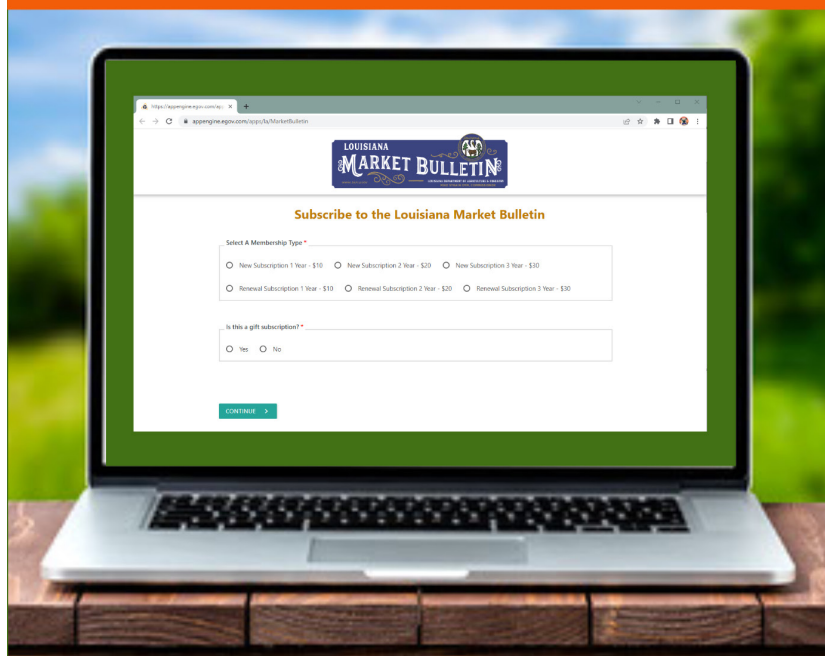 https://appengine.egov.com/ap
appengine.egov.com/apps/la/MarketBulletin
LOUISIANA
MARKET BULLETIN
Subscribe to the Louisiana Market Bulletin
Select A Membership Type *
New Subscription 1 Year - $10 New Subscription 2 Year - $20 New Subscription 3 Year - $30
Renewal Subscription 1 Year - $10 Renewal Subscription 2 Year - $20 Renewal Subscription 3 Year - $30
Is this a gift subscription? *
Yes No
CONTINUE >